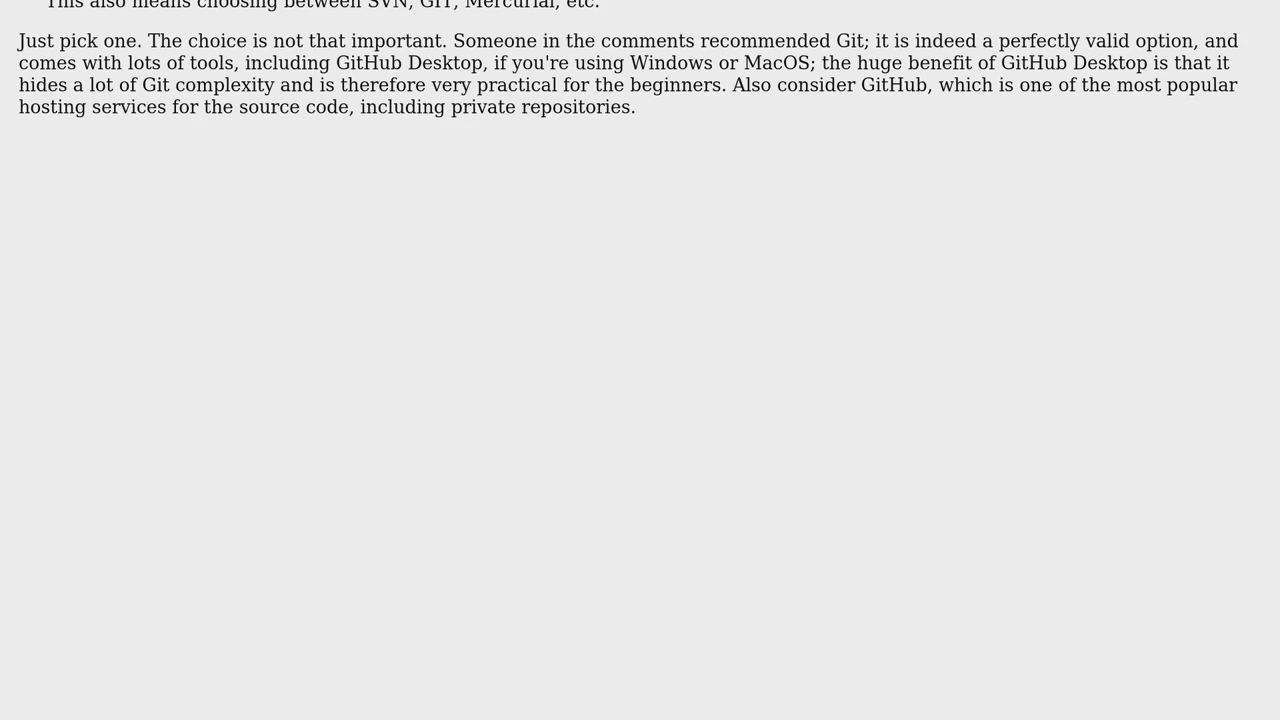 This also means choosing between SVN, GIT, Mercurial, etc.
Just pick one. The choice is not that important. Someone in the comments recommended Git; it is indeed a perfectly valid option, and
comes with lots of tools, including GitHub Desktop, if you're using Windows or MacOS; the huge benefit of GitHub Desktop is that it
hides a lot of Git complexity and is therefore very practical for the beginners. Also consider GitHub, which is one of the most popular
hosting services for the source code, including private repositories.